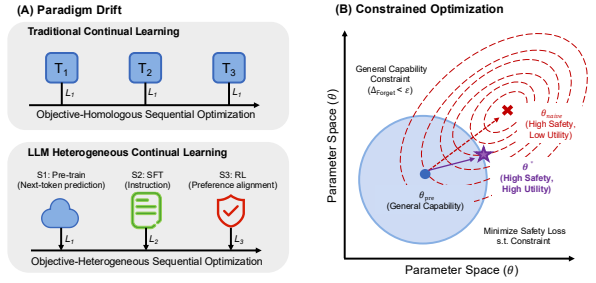 (A) Paradigm Drift
Traditional Continual Learning
T1 T2 T3
L1 L1 L1
Objective-Homologous Sequential Optimization
LLM Heterogeneous Continual Learning
S1: Pre-train
(Next-token prediction)
S2: SFT
(Instruction)
S3: RL
(Preference alignment)
L1 L2 L3
Objective-Heterogeneous Sequential Optimization
(B) Constrained Optimization
General Capability
Constraint
(ΔForget < ε)
θnaive
(High Safety,
Low Utility)
θ*
(High Safety,
High Utility)
θpre
(General Capability)
Minimize Safety Loss
s.t. Constraint
Parameter Space (θ)
Parameter Space (θ)